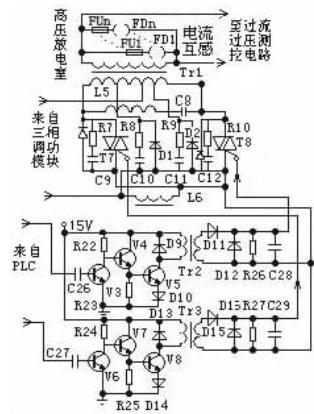 高压放电室
FUn
FDn
FD1
FUi
电流互感
至过流过压测控电路
Tr1
L5
C8
来自三相调功模块
R7
R8
R9
D2
R10
T7
D1
T8
C9
C10
C11
C12
L6
15V
R22
V4
D9
D11
Tr2
来自PLC
C26
V3
V5
D10
D12
R26
C28
R23
R24
D13
Tr3
D15
R27
C29
V7
D15
C27
V6
V8
R25
D14